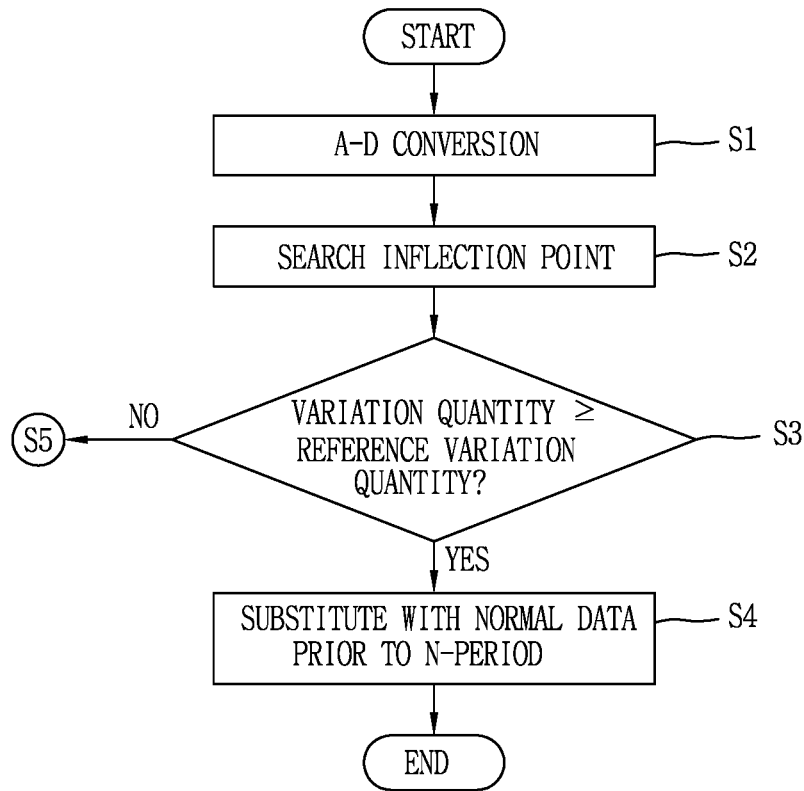 START
A-D CONVERSION
S1
SEARCH INFLECTION POINT
S2
VARIATION QUANTITY ≥
REFERENCE VARIATION
QUANTITY?
S3
NO
S5
YES
SUBSTITUTE WITH NORMAL DATA
PRIOR TO N-PERIOD
S4
END